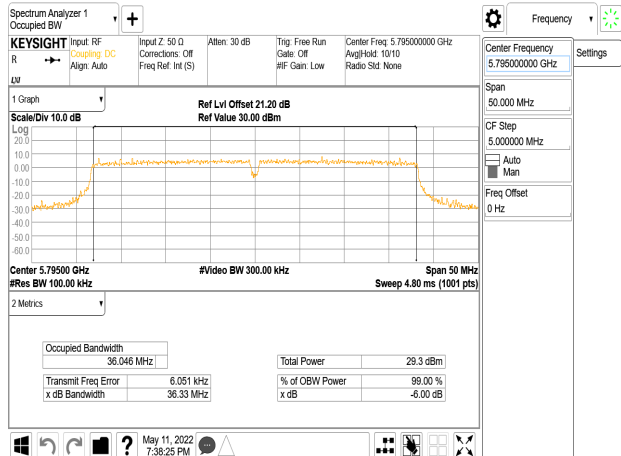 Spectrum Analyzer 1
Occupied BW
Frequency
KEYSIGHT
R
Input: RF
Coupling: DC
Align: Auto
Input Z: 50 Ω
Corrections: Off
Freq Ref: Int (S)
Atten: 30 dB
Trig: Free Run
Gate: Off
#IF Gain: Low
Center Freq: 5.795000000 GHz
Avg|Hold: 10/10
Radio Std: None
Center Frequency
5.795000000 GHz
Settings
Span
50.000 MHz
CF Step
5.000000 MHz
Auto
Man
Freq Offset
0 Hz
1 Graph
Scale/Div 10.0 dB
Ref Lvl Offset 21.20 dB
Ref Value 30.00 dBm
Log
20.0
10.0
0.00
-10.0
-20.0
-30.0
-40.0
-50.0
-60.0
Center 5.79500 GHz
#Res BW 100.00 kHz
#Video BW 300.00 kHz
Span 50 MHz
Sweep 4.80 ms (1001 pts)
2 Metrics
Occupied Bandwidth
36.046 MHz
Total Power 29.3 dBm
Transmit Freq Error 6.051 kHz
% of OBW Power 99.00 %
x dB Bandwidth 36.33 MHz
x dB -6.00 dB
?
May 11, 2022
7:38:25 PM